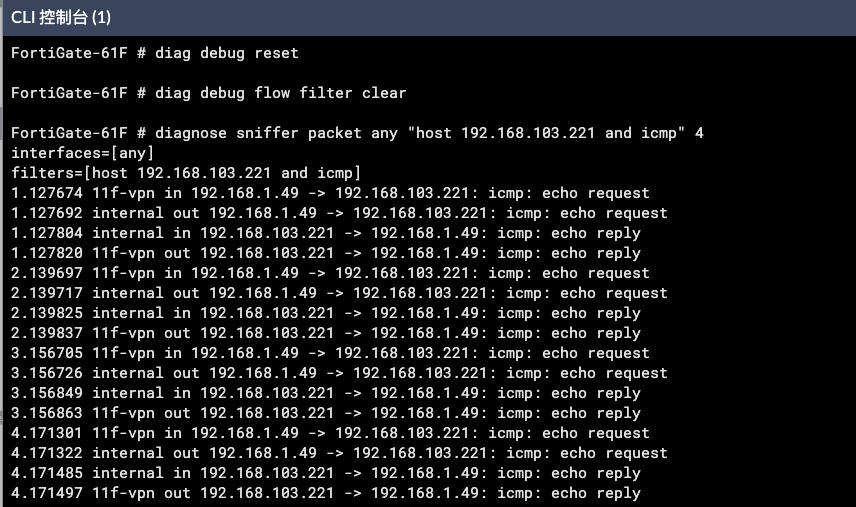 CLI 控制台 (1)
FortiGate-61F # diag debug reset
FortiGate-61F # diag debug flow filter clear
FortiGate-61F # diagnose sniffer packet any "host 192.168.103.221 and icmp" 4
interfaces=[any]
filters=[host 192.168.103.221 and icmp]
1.127674 11f-vpn in 192.168.1.49 -> 192.168.103.221: icmp: echo request
1.127692 internal out 192.168.1.49 -> 192.168.103.221: icmp: echo request
1.127804 internal in 192.168.103.221 -> 192.168.1.49: icmp: echo reply
1.127820 11f-vpn out 192.168.103.221 -> 192.168.1.49: icmp: echo reply
2.139697 11f-vpn in 192.168.1.49 -> 192.168.103.221: icmp: echo request
2.139717 internal out 192.168.1.49 -> 192.168.103.221: icmp: echo request
2.139825 internal in 192.168.103.221 -> 192.168.1.49: icmp: echo reply
2.139837 11f-vpn out 192.168.103.221 -> 192.168.1.49: icmp: echo reply
3.156705 11f-vpn in 192.168.1.49 -> 192.168.103.221: icmp: echo request
3.156726 internal out 192.168.1.49 -> 192.168.103.221: icmp: echo request
3.156849 internal in 192.168.103.221 -> 192.168.1.49: icmp: echo reply
3.156863 11f-vpn out 192.168.103.221 -> 192.168.1.49: icmp: echo reply
4.171301 11f-vpn in 192.168.1.49 -> 192.168.103.221: icmp: echo request
4.171322 internal out 192.168.1.49 -> 192.168.103.221: icmp: echo request
4.171485 internal in 192.168.103.221 -> 192.168.1.49: icmp: echo reply
4.171497 11f-vpn out 192.168.103.221 -> 192.168.1.49: icmp: echo reply